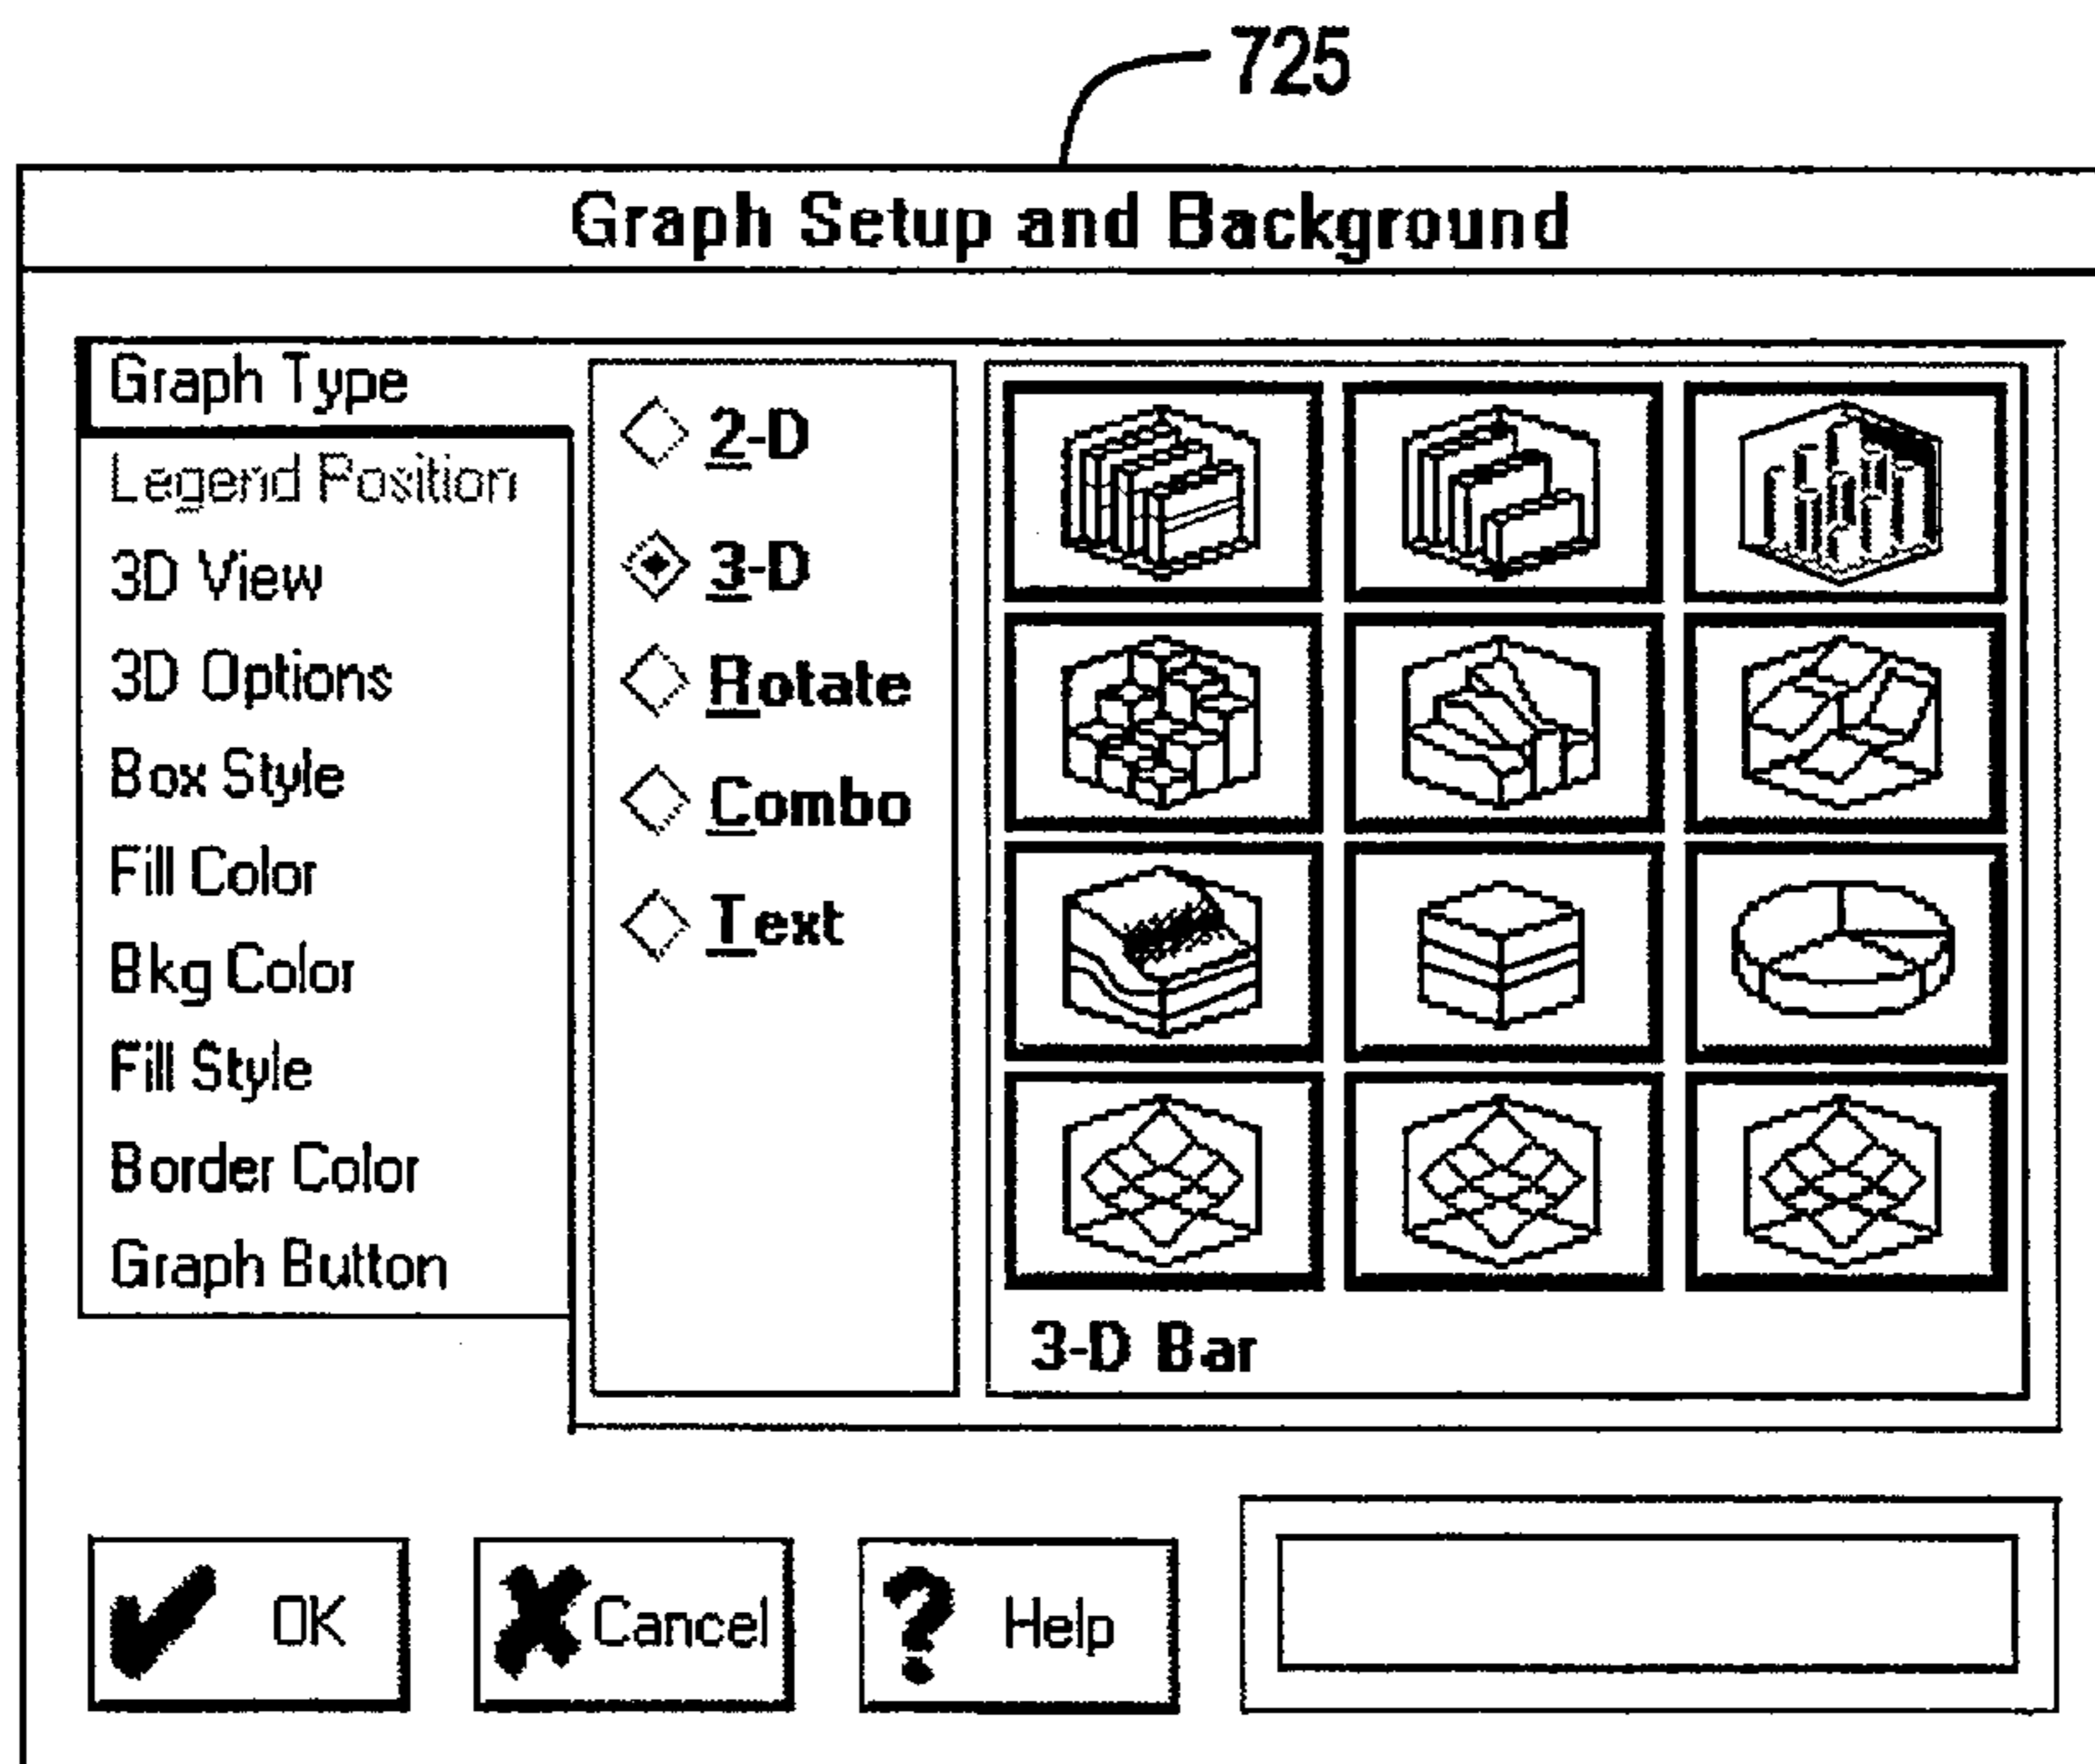 725
Graph Setup and Background
Graph Type
Legend Position
3D View
3D Options
Box Style
Fill Color
Bkg Color
Fill Style
Border Color
Graph Button
2-D
3-D
Rotate
Combo
Text
3-D Bar
OK
Cancel
Help